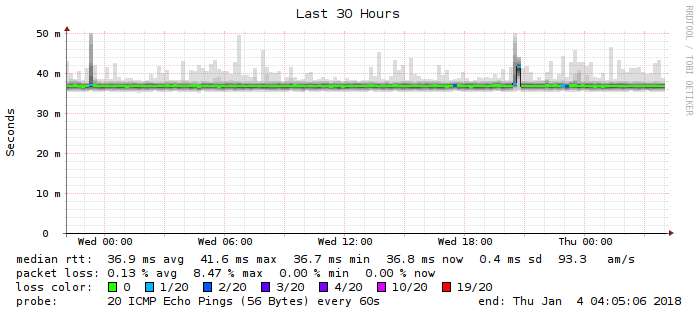 Last 30 Hours
RRDTOOL / TOBI OETIKER
Seconds
50 m
40 m
30 m
20 m
10 m
0
Wed 00:00 Wed 06:00 Wed 12:00 Wed 18:00 Thu 00:00
median rtt: 36.9 ms avg 41.6 ms max 36.7 ms min 36.8 ms now 0.4 ms sd 93.3 am/s
packet loss: 0.13 % avg 8.47 % max 0.00 % min 0.00 % now
loss color: 0 1/20 2/20 3/20 4/20 10/20 19/20
probe: 20 ICMP Echo Pings (56 Bytes) every 60s end: Thu Jan 4 04:05:06 2018